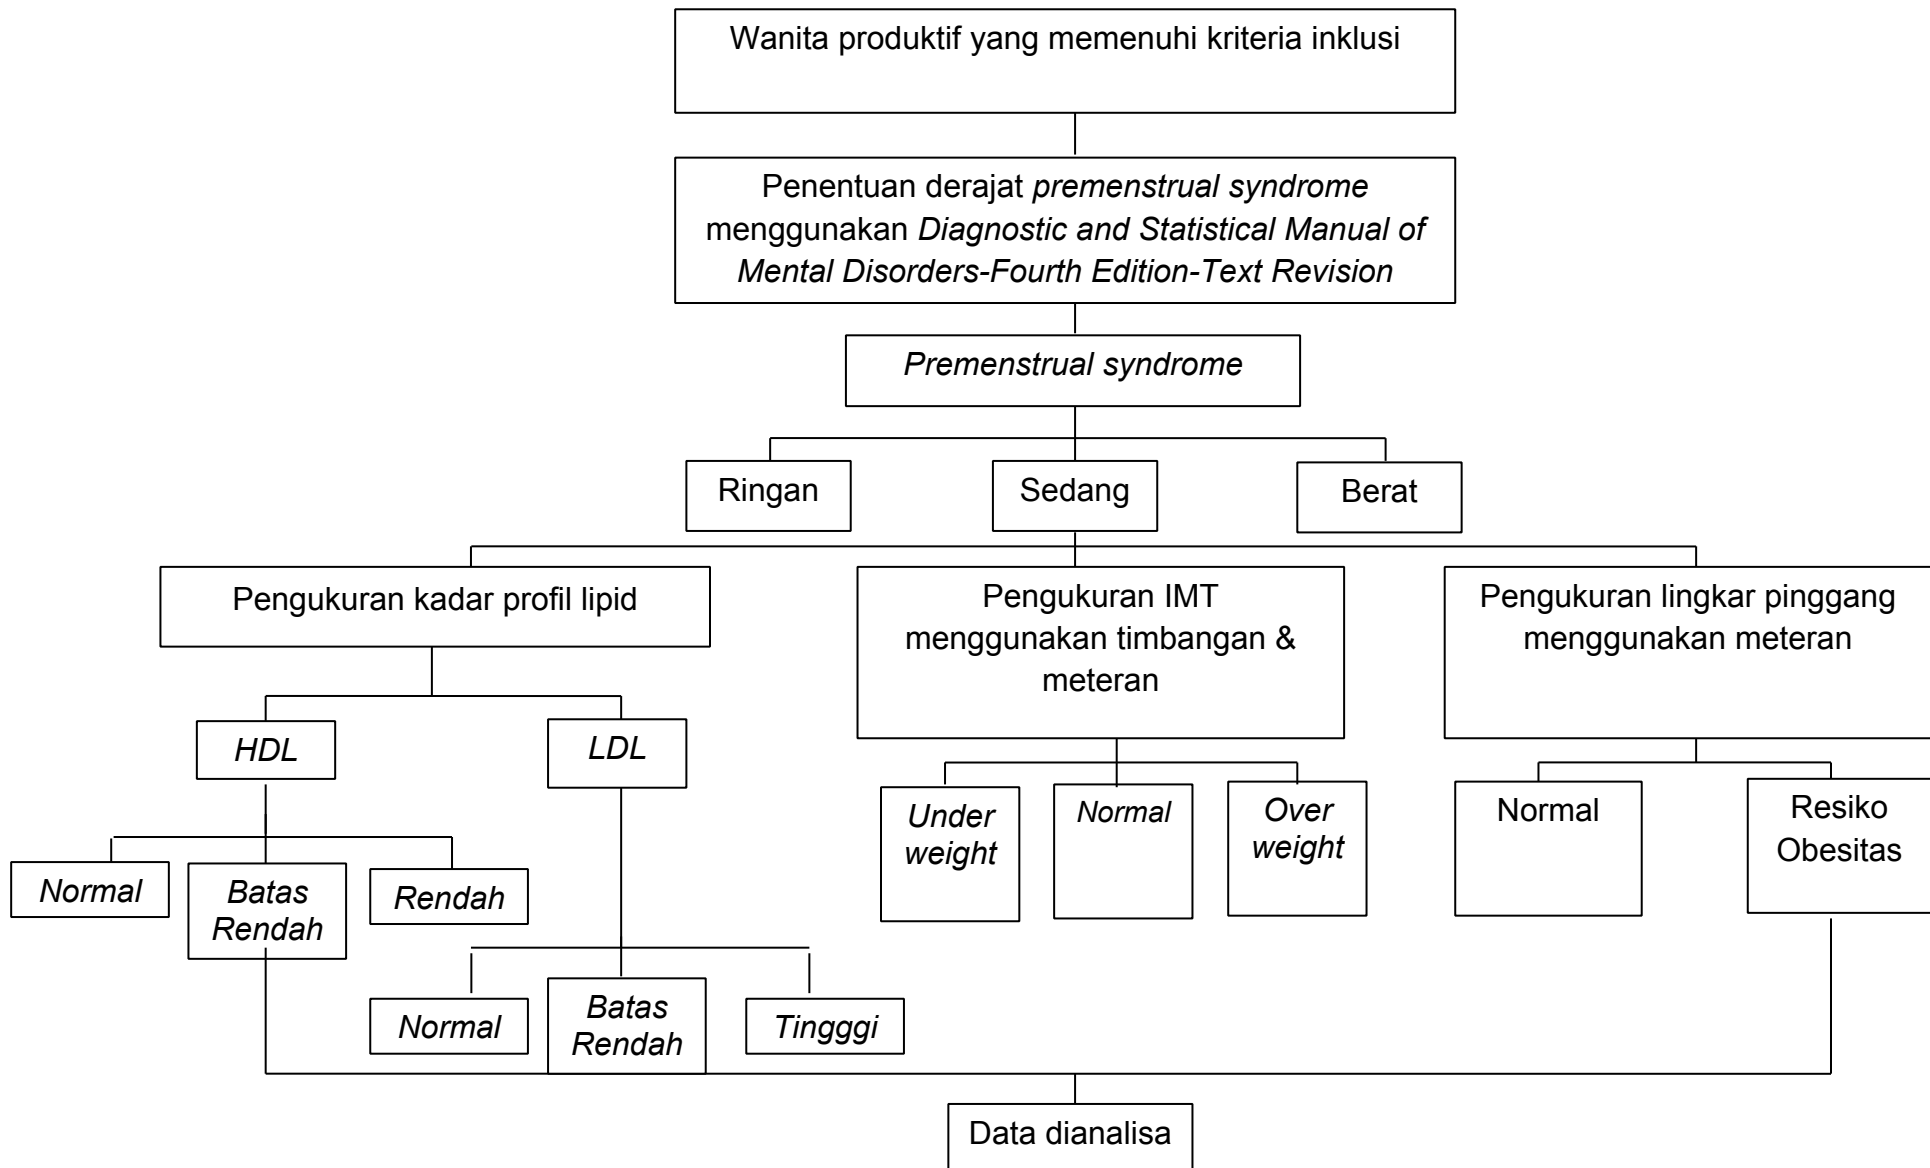 Wanita produktif yang memenuhi kriteria inklusi
Penentuan derajat premenstrual syndrome
menggunakan Diagnostic and Statistical Manual of
Mental Disorders-Fourth Edition-Text Revision
Premenstrual syndrome
Ringan
Sedang
Berat
Pengukuran kadar profil lipid
Pengukuran IMT
menggunakan timbangan &
meteran
Pengukuran lingkar pinggang
menggunakan meteran
HDL
LDL
Under
weight
Normal
Over
weight
Normal
Resiko
Obesitas
Normal
Batas
Rendah
Rendah
Normal
Batas
Rendah
Tingggi
Data dianalisa